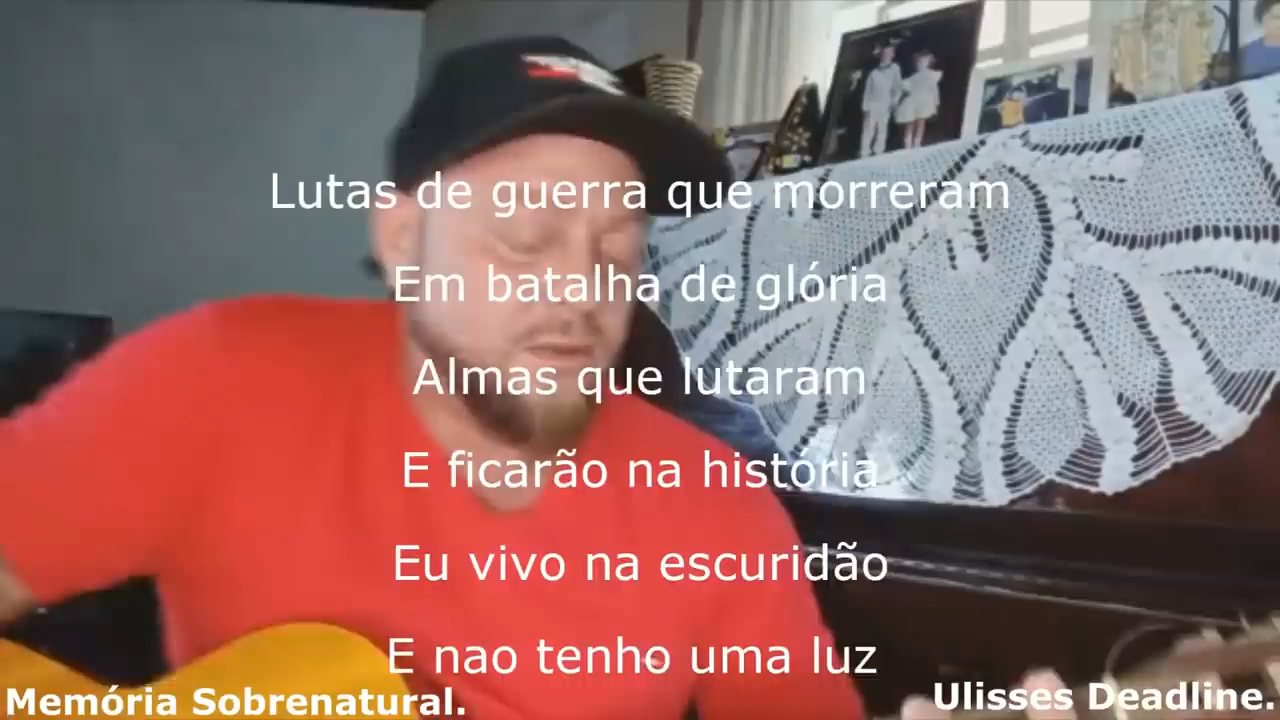 Lutas de guerra que morreram
Em batalha de glória
Almas que lutaram
E ficarão na história
Eu vivo na escuridão
E nao tenho uma luz
Memória Sobrenatural.
Ulisses Deadline.